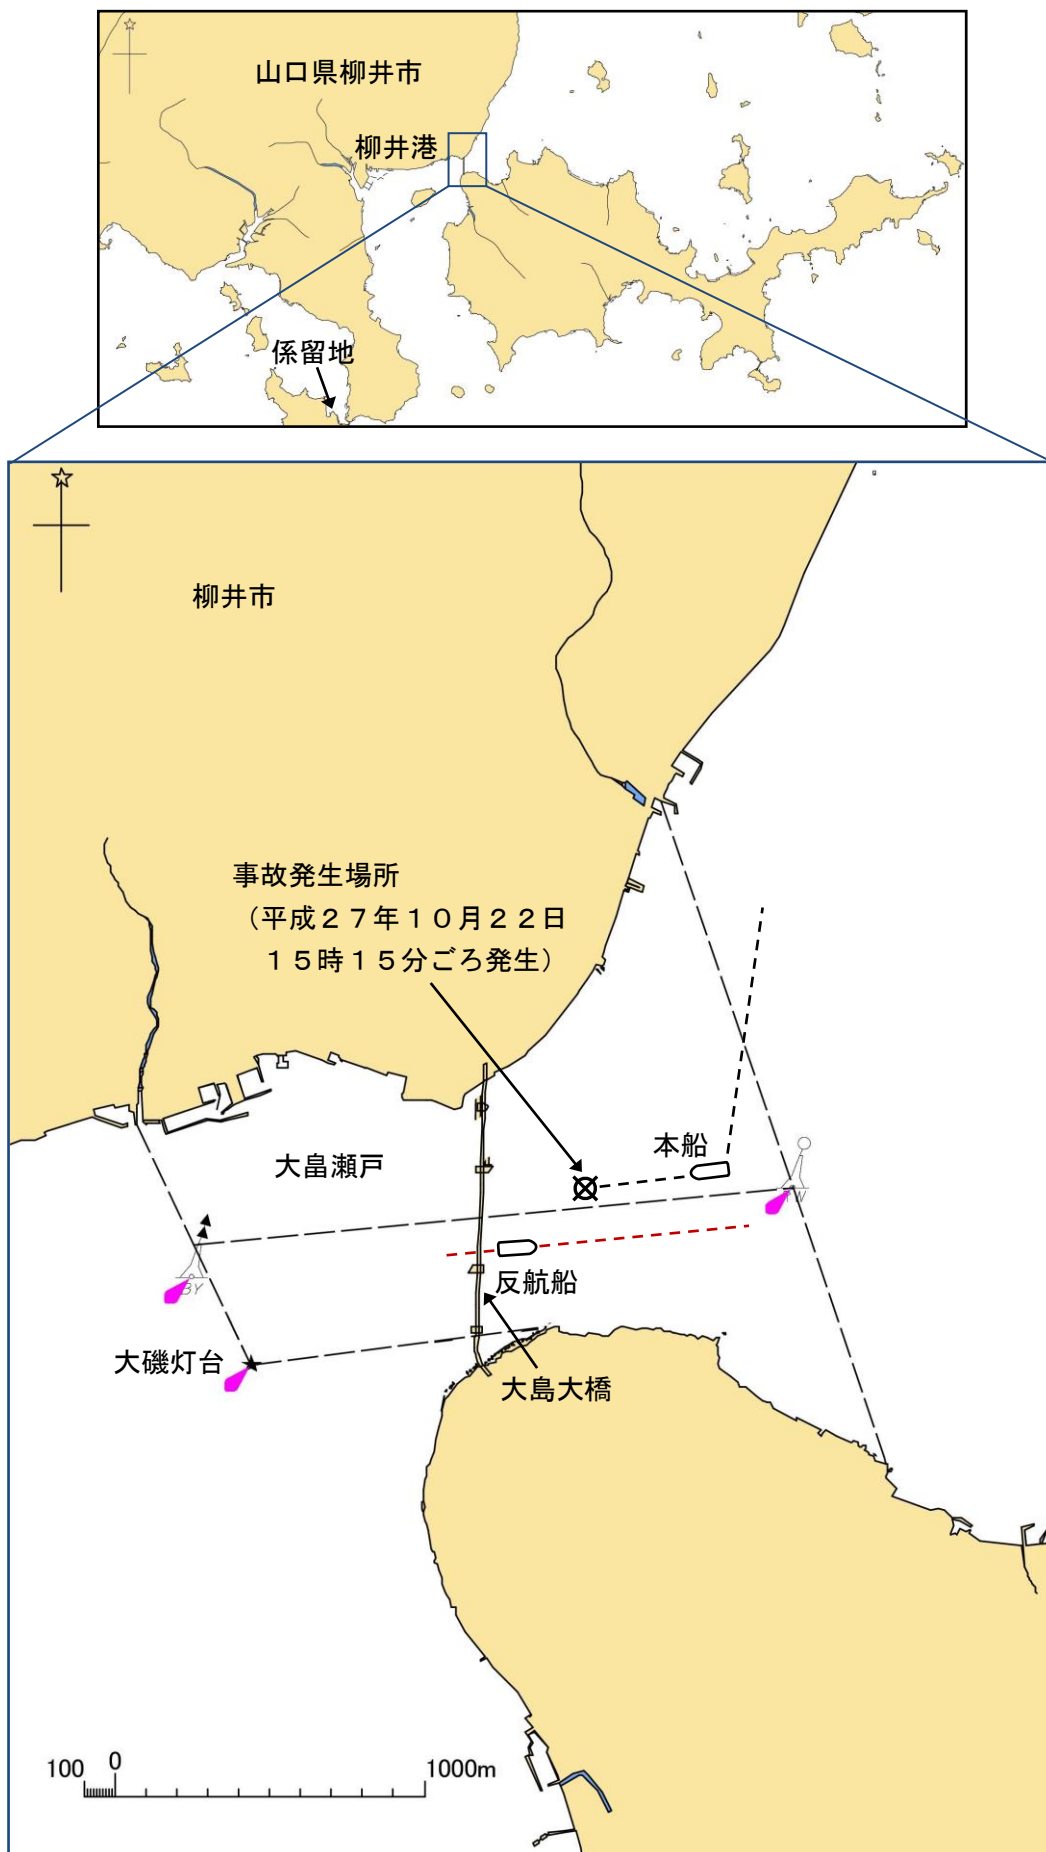 山口県柳井市
柳井港
係留地
柳井市
事故発生場所
（平成２７年１０月２２日
１５時１５分ごろ発生）
本船
大畠瀬戸
YW
反航船
BY
大磯灯台
大島大橋
100 0 1000m